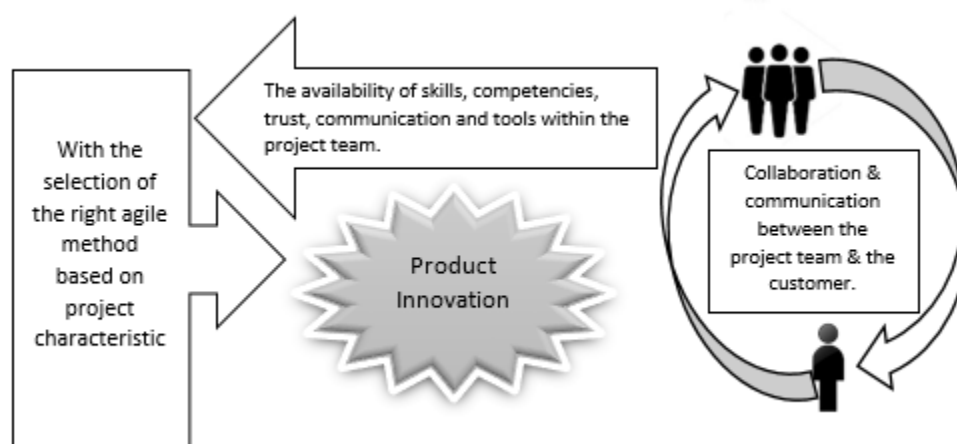 With the
selection of
the right agile
method
based on
project
characteristic
The availability of skills, competencies,
trust, communication and tools within the
project team.
Product
Innovation
Collaboration &
communication
between the
project team & the
customer.